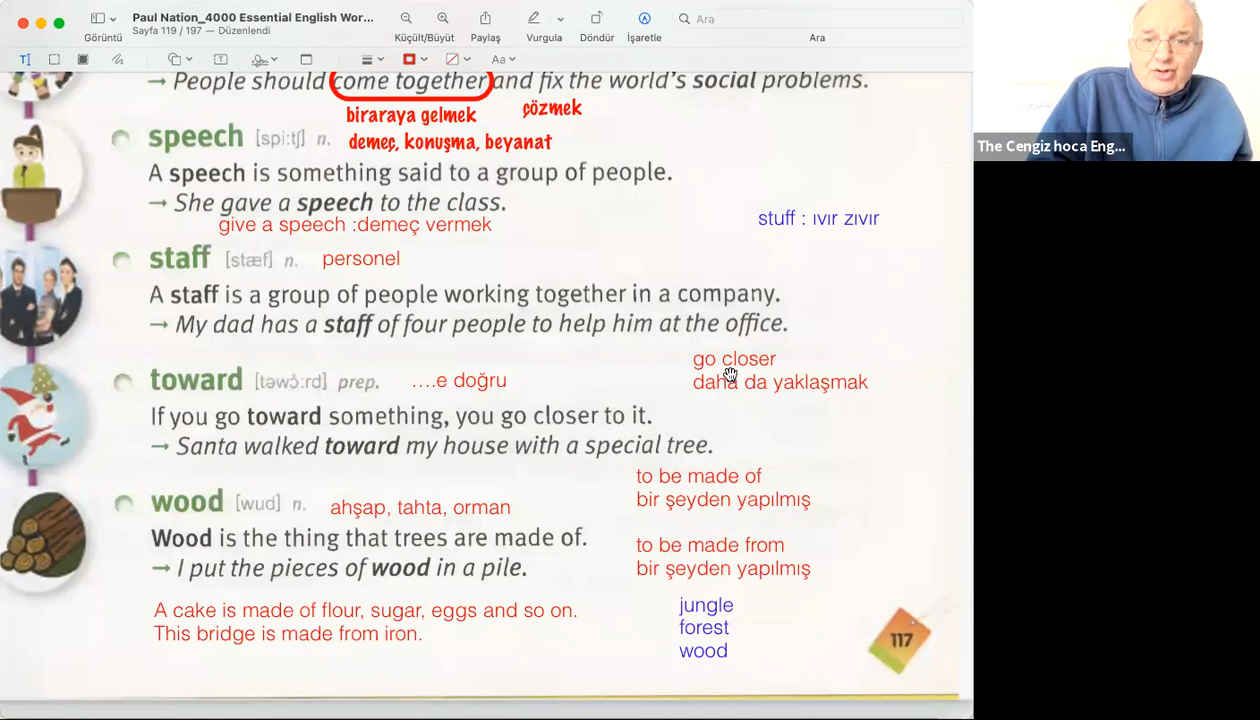 Paul Nation_4000 Essential English Wor...
Sayfa 119 / 197 — Düzenlendi
Görüntü
Küçült/Büyüt
Paylaş
Vurgula
Döndür
İşaretle
Ara
Ara
Aa
→ People should come together and fix the world's social problems.
biraraya gelmek
çözmek
speech [spi:tʃ] n.
demeç, konuşma, beyanat
A speech is something said to a group of people.
→ She gave a speech to the class.
give a speech :demeç vermek
stuff : ıvır zıvır
staff [stæf] n.
personel
A staff is a group of people working together in a company.
→ My dad has a staff of four people to help him at the office.
go closer
daha da yaklaşmak
toward [təwɔ́:rd] prep.
....e doğru
If you go toward something, you go closer to it.
→ Santa walked toward my house with a special tree.
to be made of
bir şeyden yapılmış
wood [wud] n.
ahşap, tahta, orman
Wood is the thing that trees are made of.
→ I put the pieces of wood in a pile.
to be made from
bir şeyden yapılmış
A cake is made of flour, sugar, eggs and so on.
This bridge is made from iron.
jungle
forest
wood
117
The Cengiz hoca Eng...